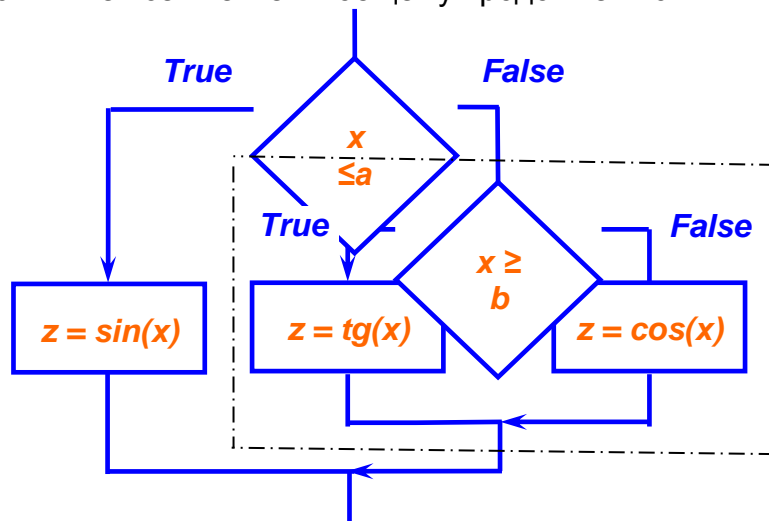 True
False
x
≤a
True
False
x ≥
b
z = sin(x)
z = tg(x)
z = cos(x)